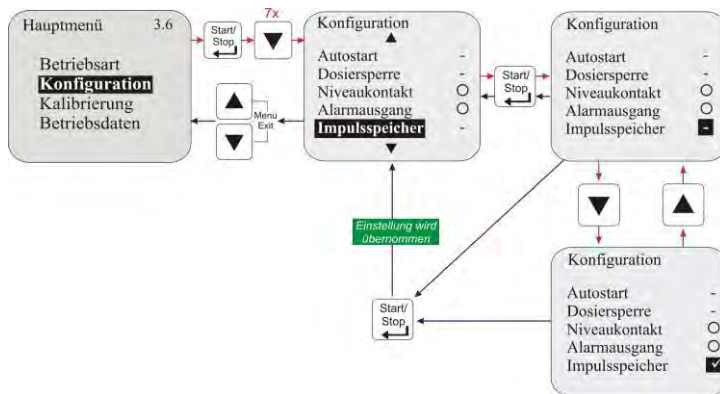 Hauptmenü 3.6
Betriebsart
Konfiguration
Kalibrierung
Betriebsdaten
Start/
Stop
7x
Menu
Exit
Konfiguration
Autostart -
Dosiersperre -
Niveaukontakt O
Alarmausgang O
Impulsspeicher -
Start/
Stop
Konfiguration
Autostart -
Dosiersperre -
Niveaukontakt O
Alarmausgang O
Impulsspeicher -
Einstellung wird
übernommen
Start/
Stop
Konfiguration
Autostart -
Dosiersperre -
Niveaukontakt O
Alarmausgang O
Impulsspeicher ✓